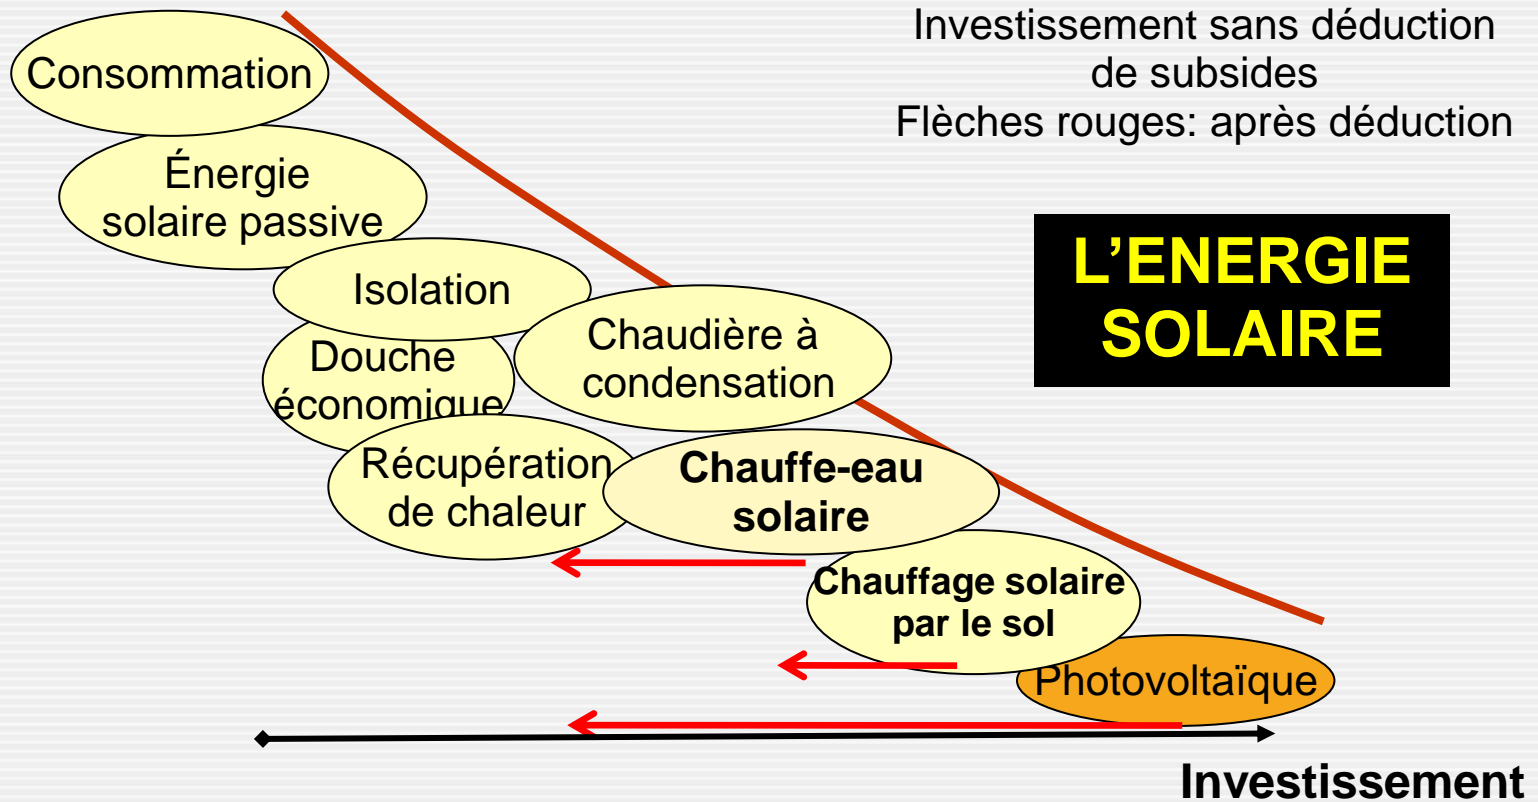 Investissement sans déduction
de subsides
Flèches rouges: après déduction
Consommation
Énergie
solaire passive
L’ENERGIE
SOLAIRE
Isolation
Chaudière à
condensation
Douche
économique
Récupération
de chaleur
Chauffe-eau
solaire
Chauffage solaire
par le sol
Photovoltaïque
Investissement